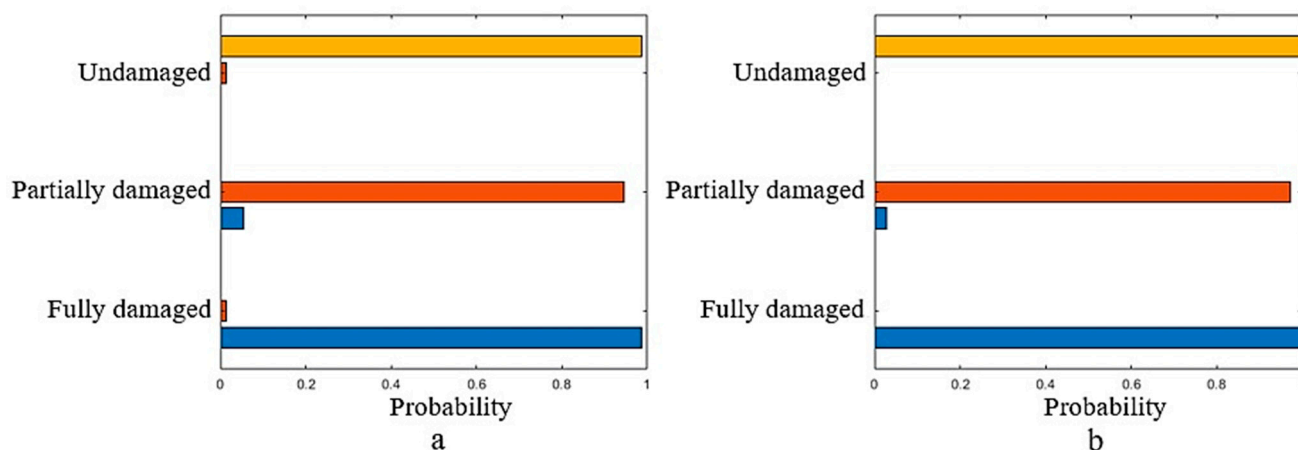 Undamaged
Partially damaged
Fully damaged
0 0.2 0.4 0.6 0.8 1
Probability
a
Undamaged
Partially damaged
Fully damaged
0 0.2 0.4 0.6 0.8
Probability
b